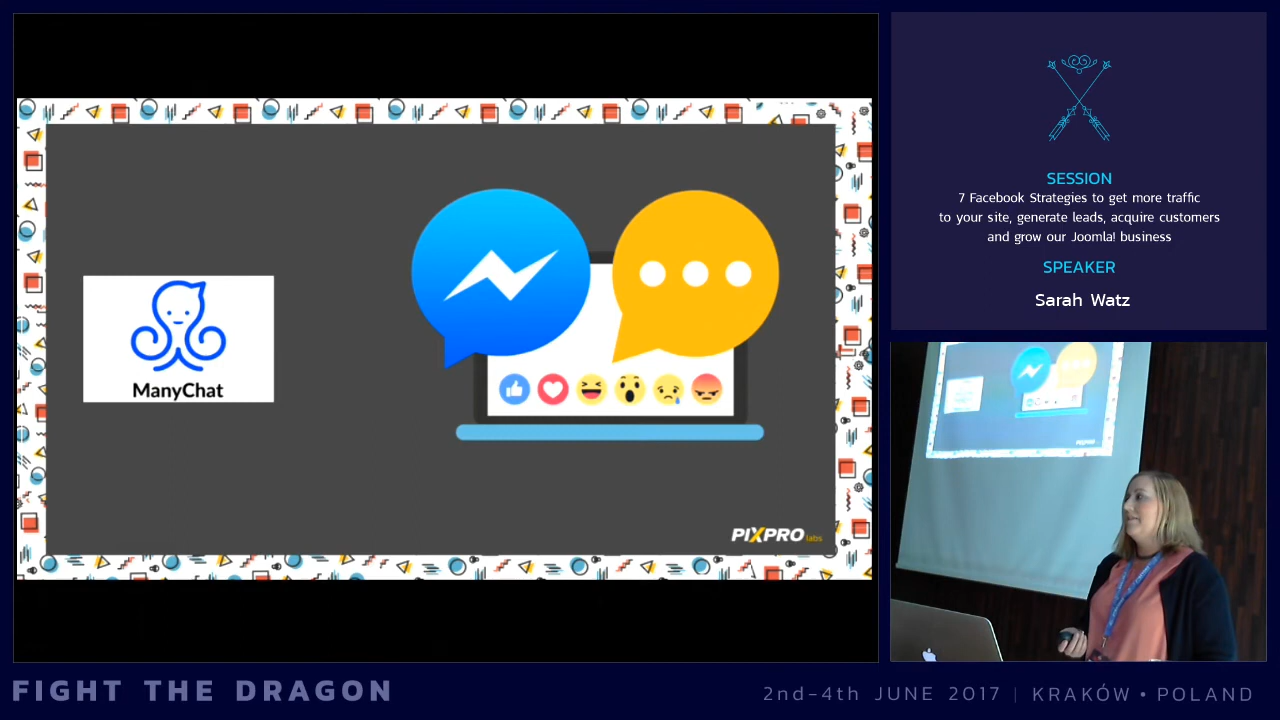 ManyChat
PIXPRO labs
SESSION
7 Facebook Strategies to get more traffic
to your site, generate leads, acquire customers
and grow our Joomla! business
SPEAKER
Sarah Watz
FIGHT THE DRAGON
2nd-4th JUNE 2017 | KRAKÓW • POLAND